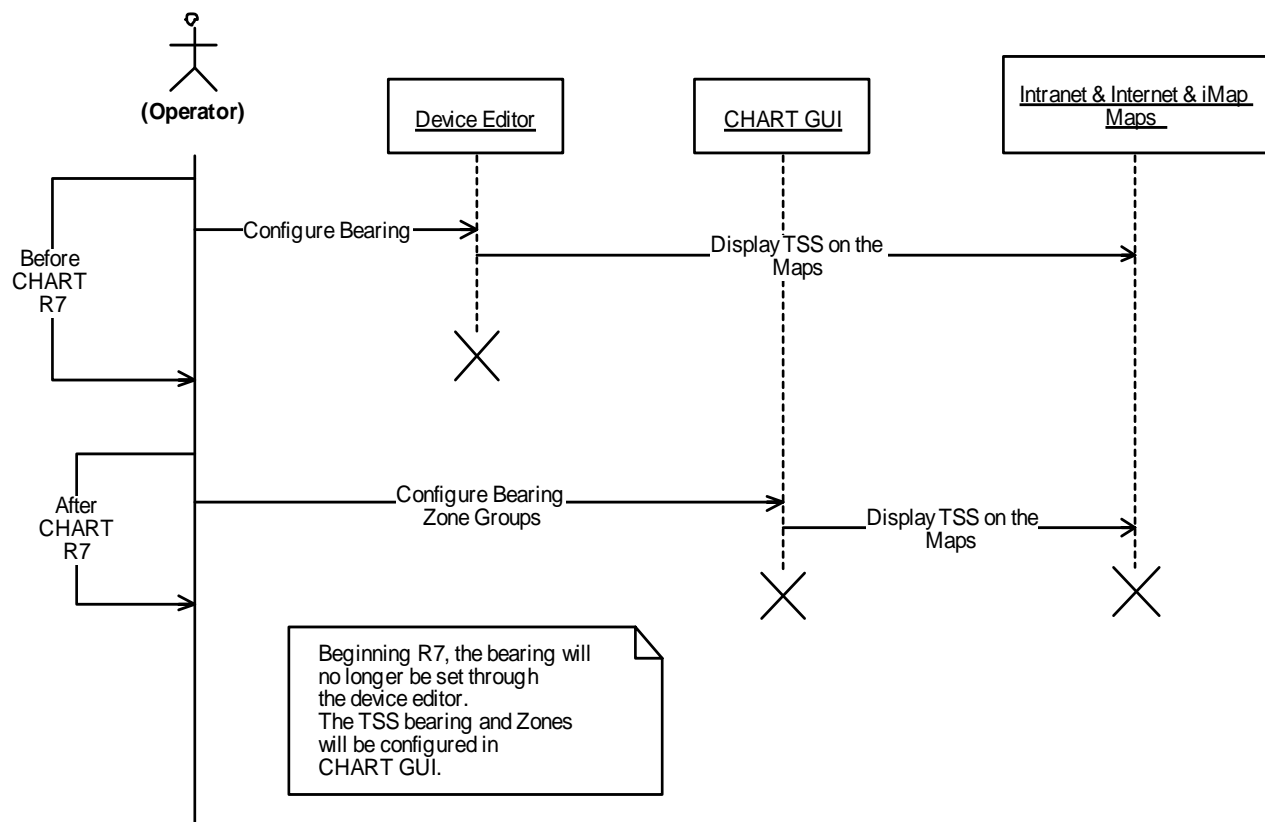 (Operator)
Device Editor
CHART GUI
Intranet & Internet & iMap
Maps
Before
CHART
R7
Configure Bearing
Display TSS on the
Maps
After
CHART
R7
Configure Bearing
Zone Groups
Display TSS on the
Maps
Beginning R7, the bearing will
no longer be set through
the device editor.
The TSS bearing and Zones
will be configured in
CHART GUI.